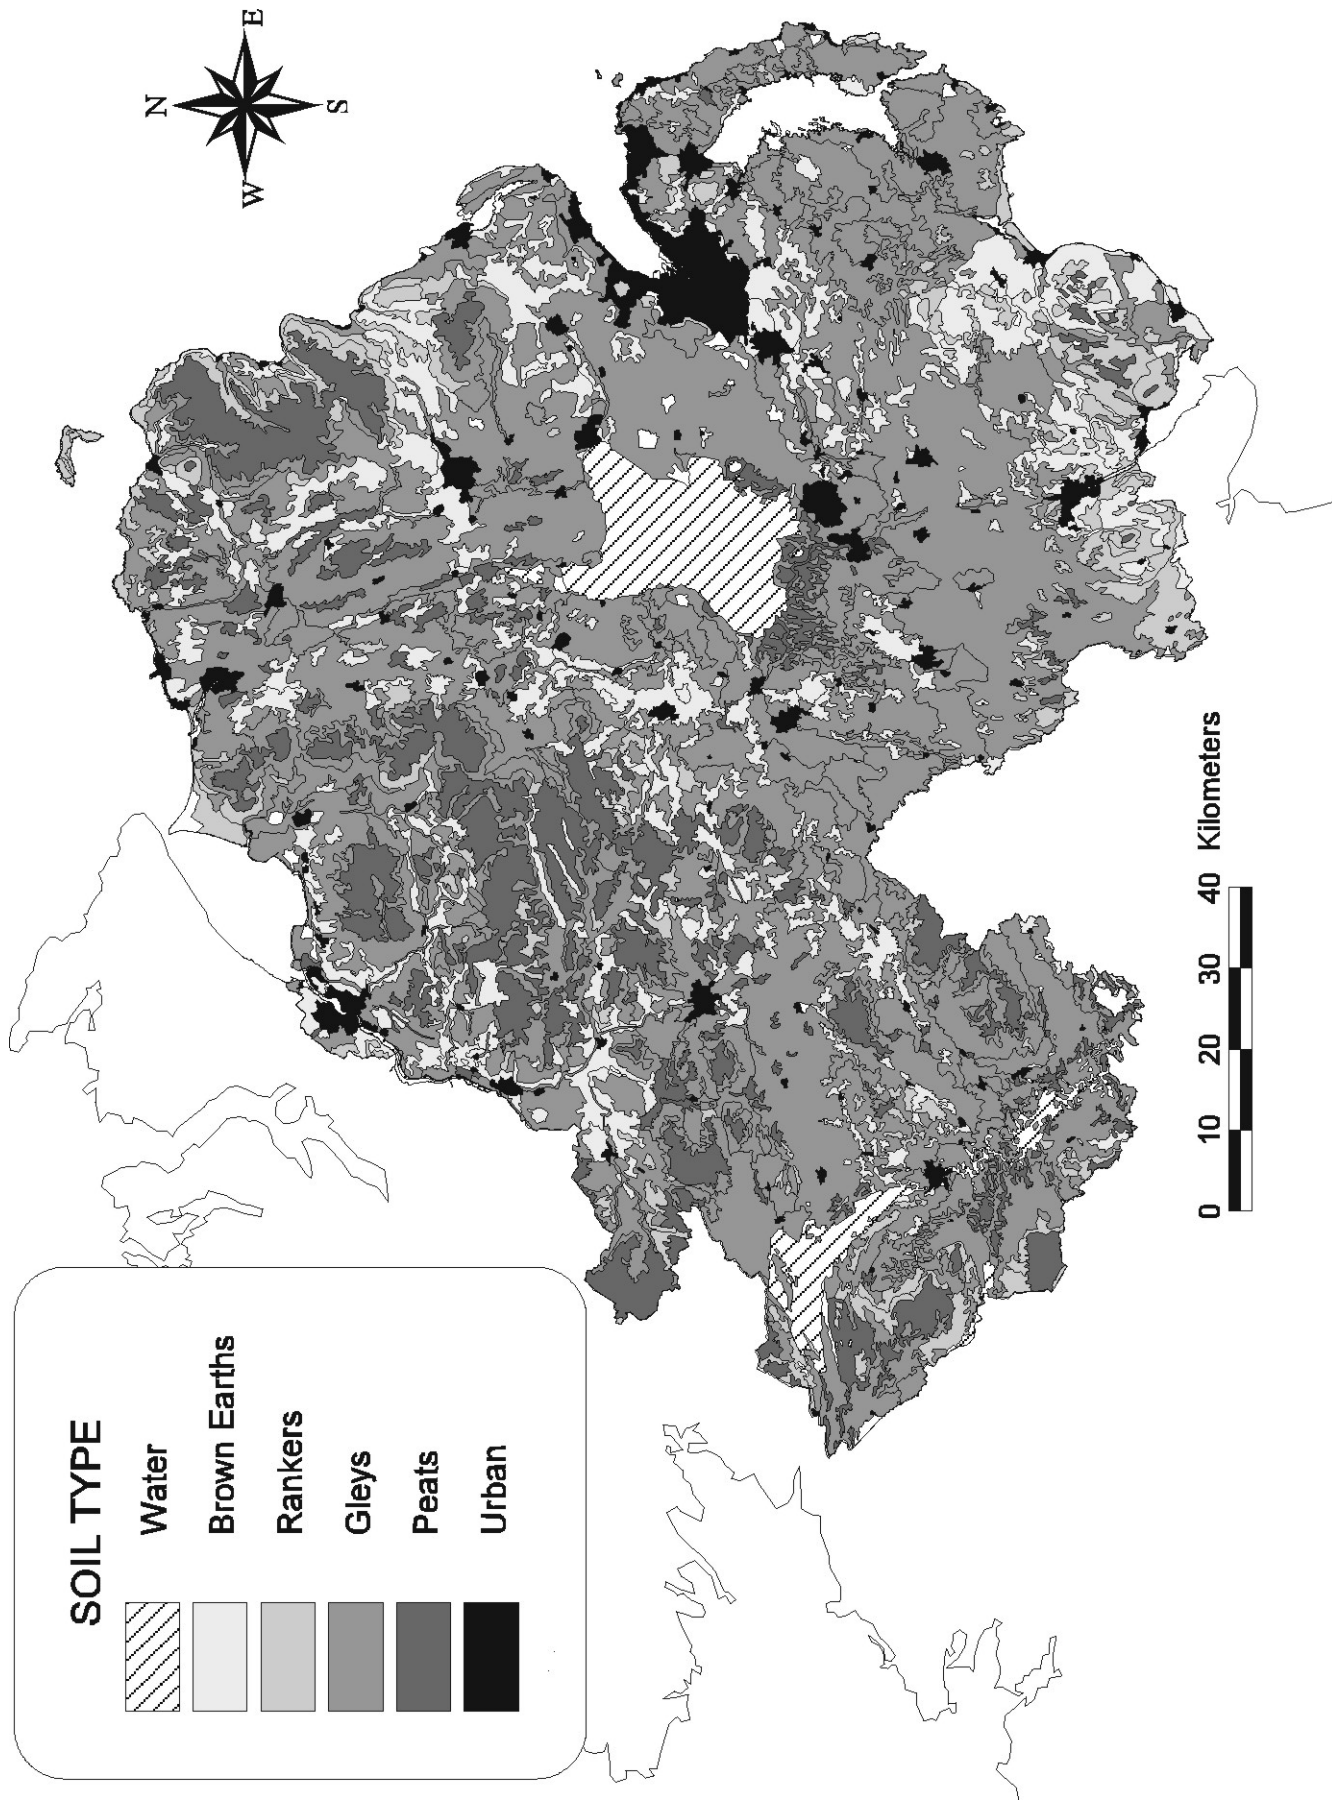 N
E
S
W
SOIL TYPE
Water
Brown Earths
Rankers
Gleys
Peats
Urban
0 10 20 30 40 Kilometers